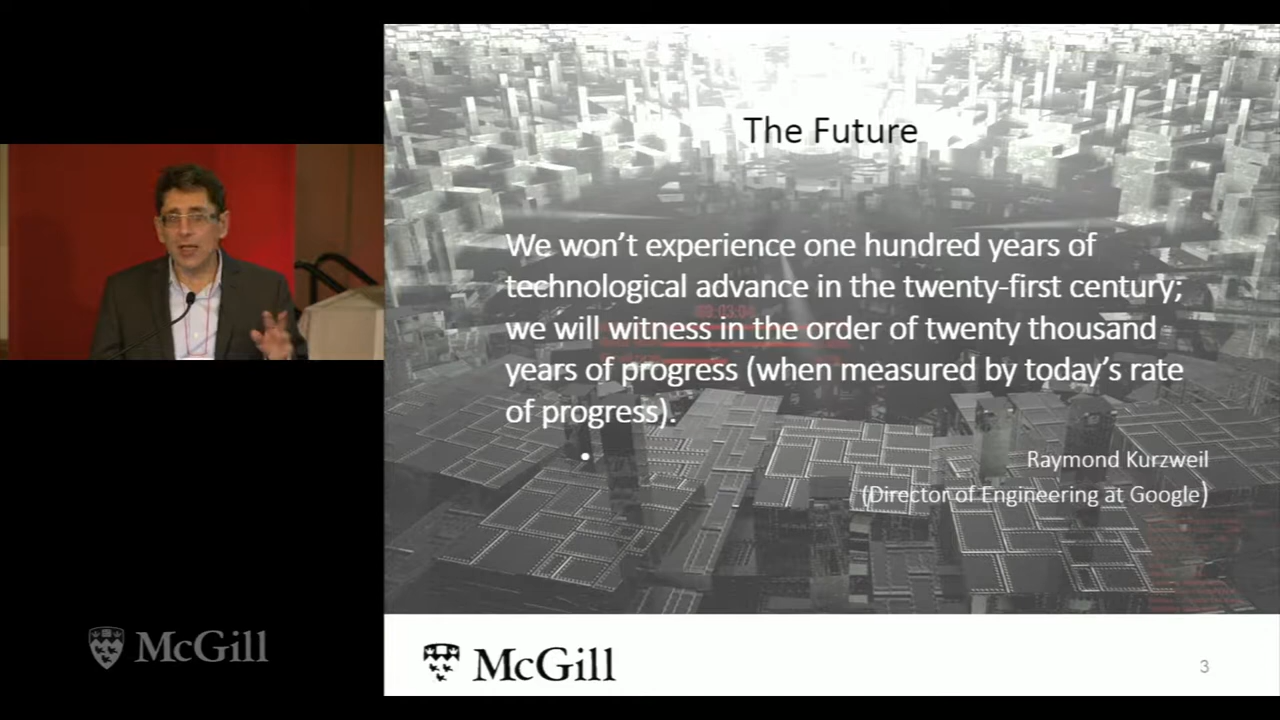 The Future
We won't experience one hundred years of
technological advance in the twenty-first century;
we will witness in the order of twenty thousand
years of progress (when measured by today's rate
of progress).
•
Raymond Kurzweil
(Director of Engineering at Google)
McGill
McGill
3